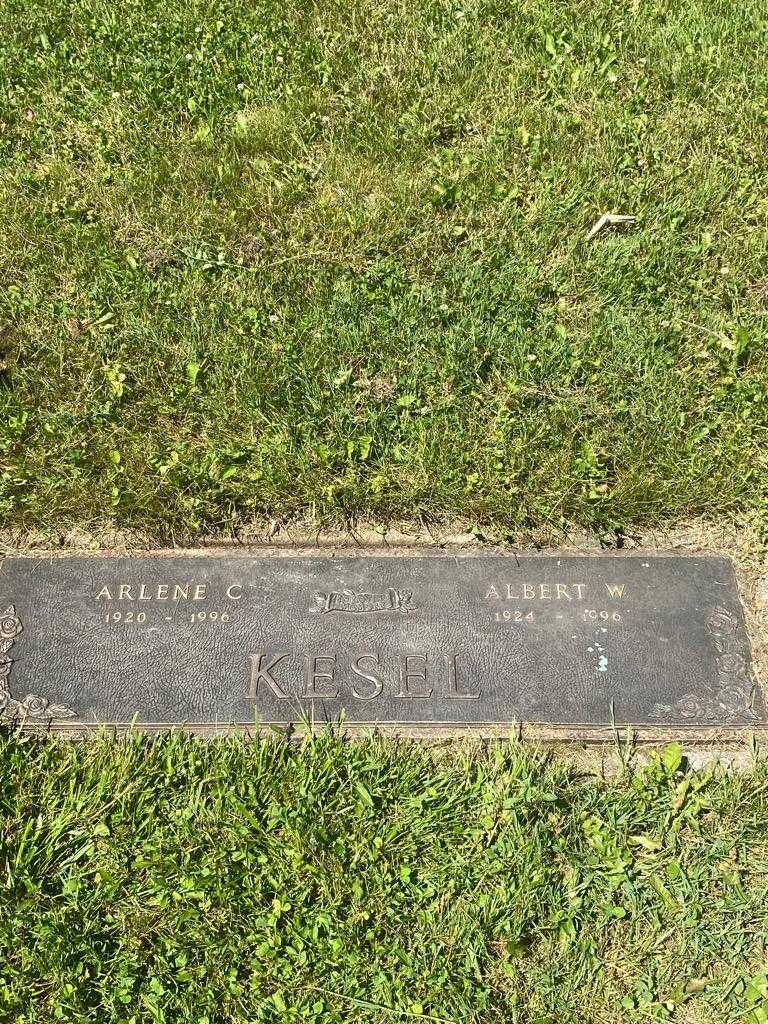 ARLENE C ALBERT W
1920 - 1996 1924 - 1996
KESEL